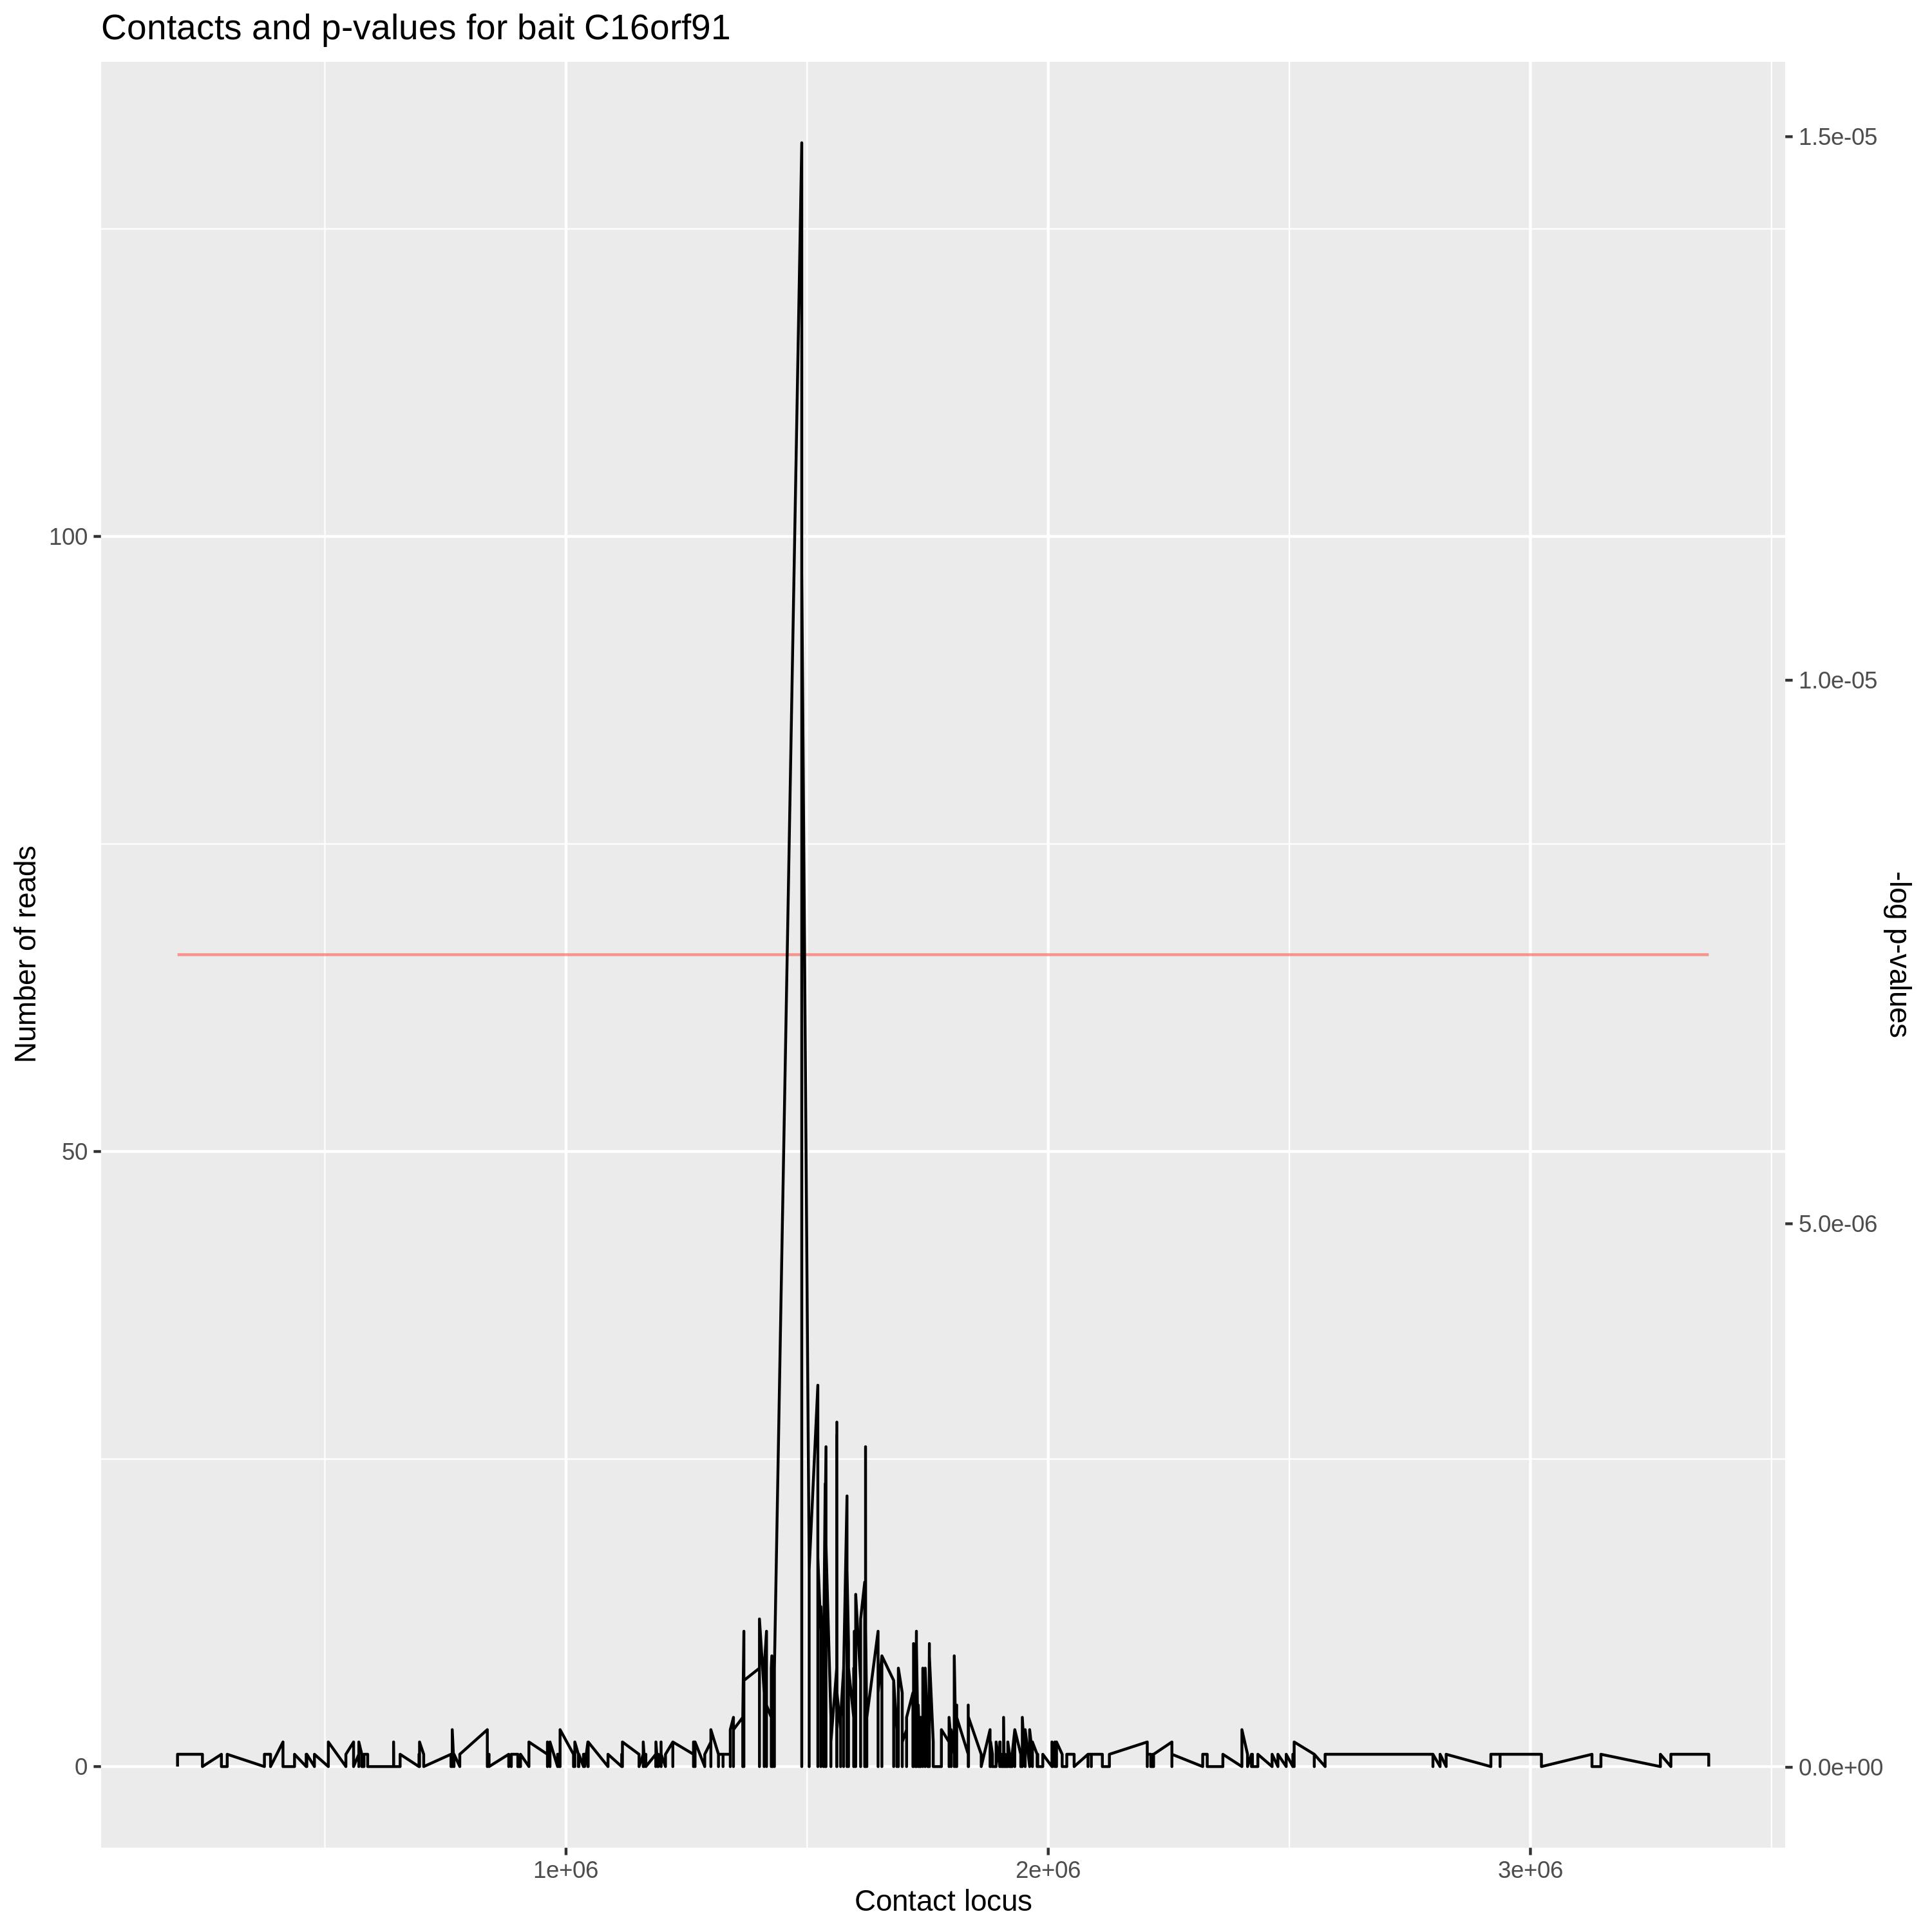 Contacts and p-values for bait C16orf91
100
50
0
Number of reads
1.5e-05
1.0e-05
5.0e-06
0.0e+00
-log p-values
1e+06
2e+06
3e+06
Contact locus